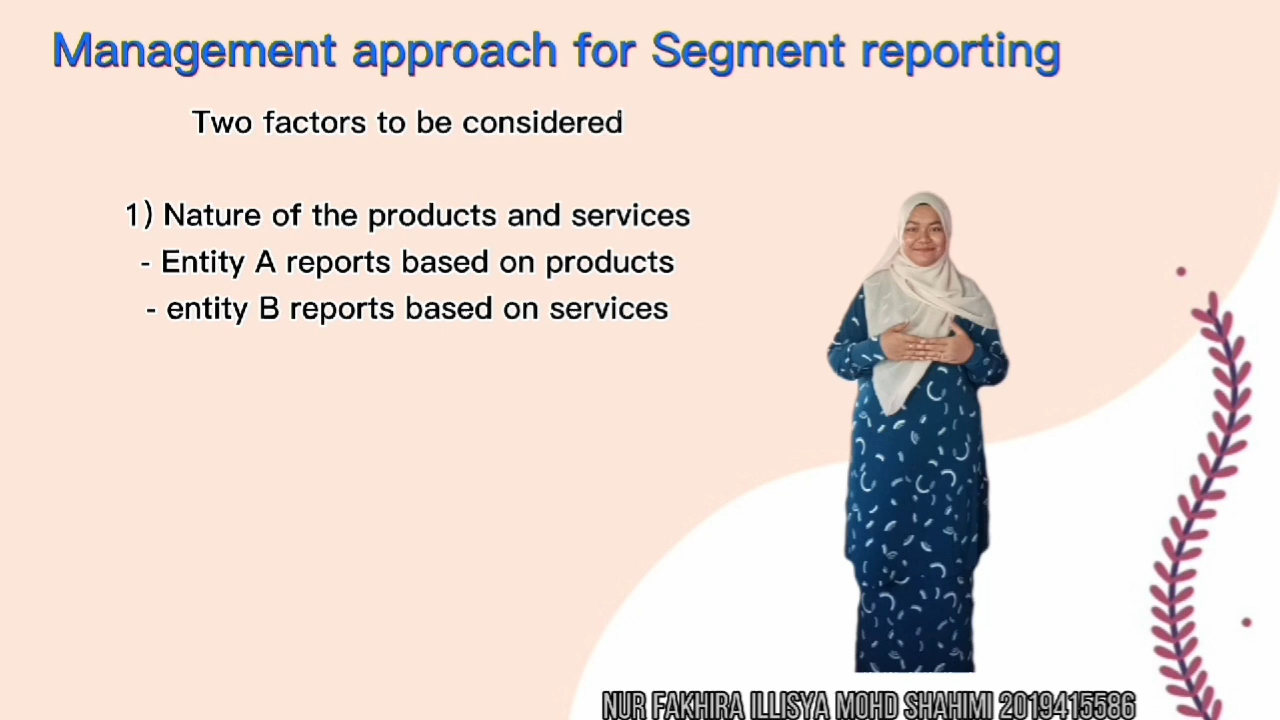 Management approach for Segment reporting
Two factors to be considered
1) Nature of the products and services
- Entity A reports based on products
- entity B reports based on services
NUR FAKHIRA ILLISYA MOHD SHAHIMI 2019415586